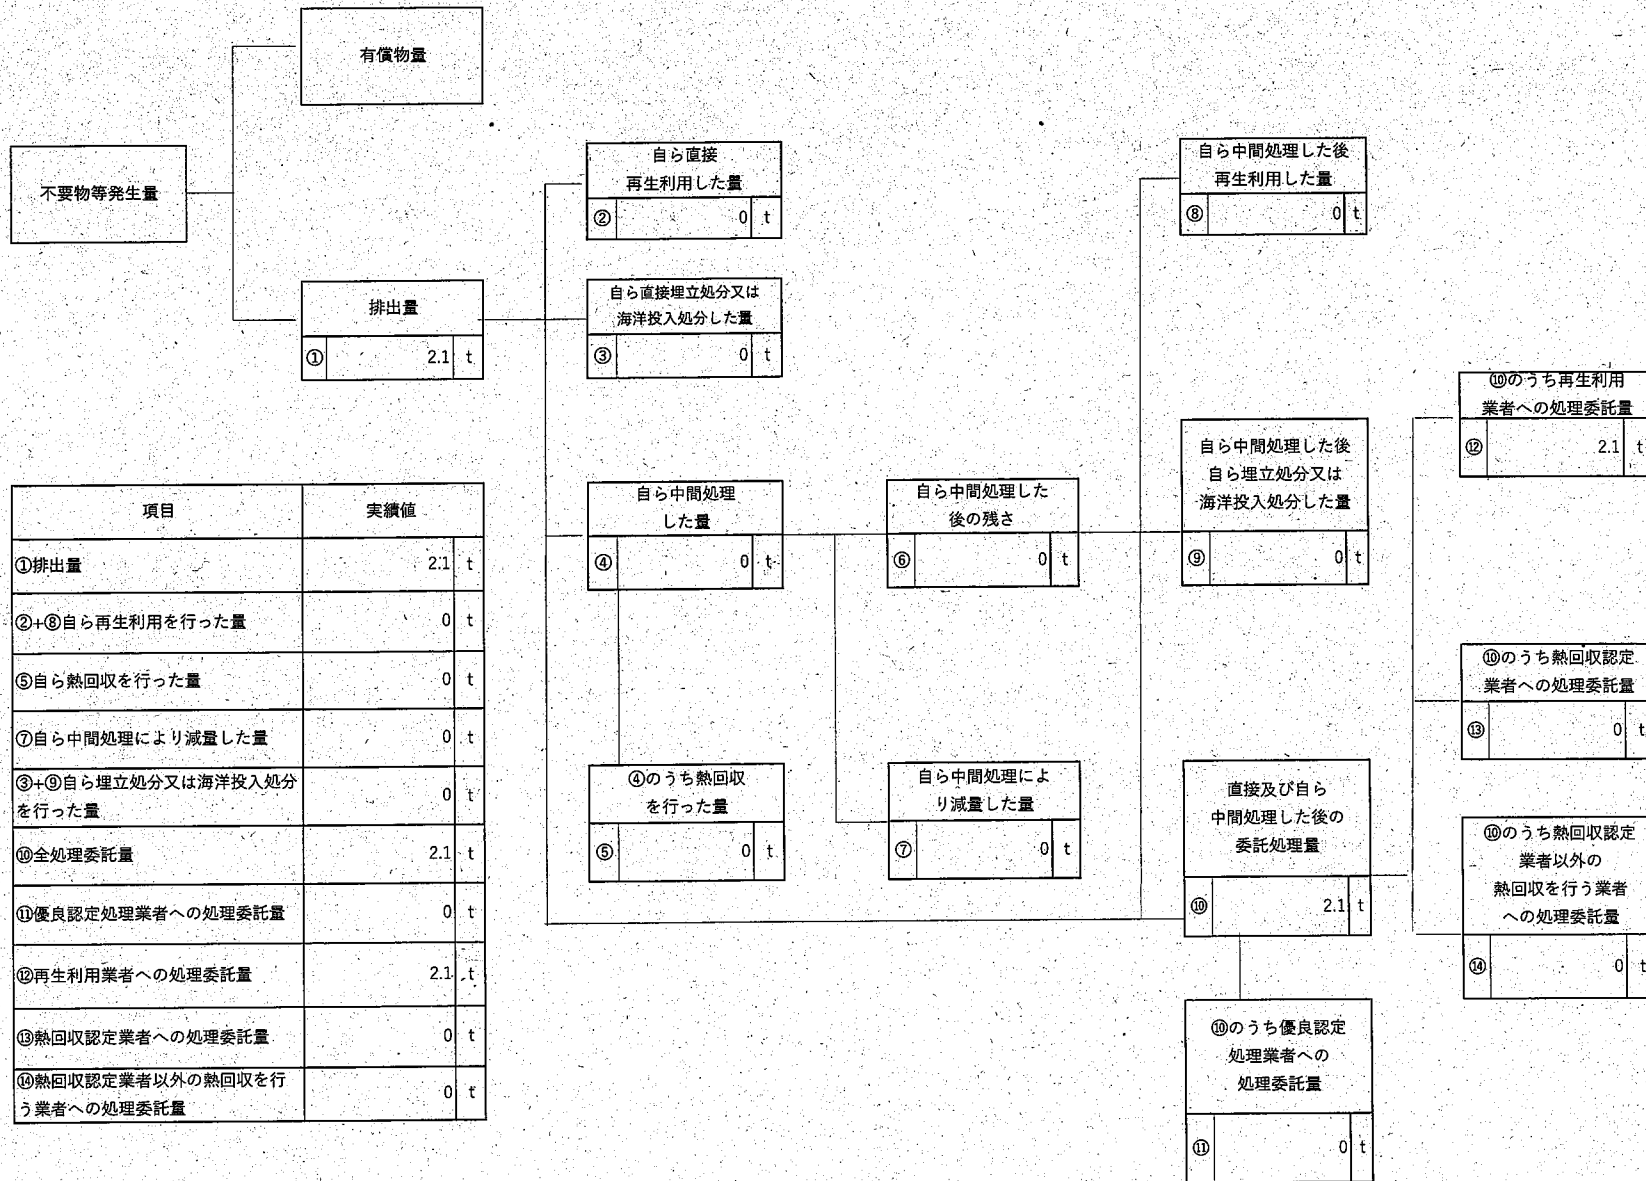 有償物量
不要物等発生量
排出量
① 2.1 t
自ら直接
再生利用した量
② 0 t
自ら直接埋立処分又は
海洋投入処分した量
③ 0 t
自ら中間処理
した量
④ 0 t
④のうち熱回収
を行った量
⑤ 0 t
自ら中間処理した
後の残さ
⑥ 0 t
自ら中間処理によ
り減量した量
⑦ 0 t
自ら中間処理した後
再生利用した量
⑧ 0 t
自ら中間処理した後
自ら埋立処分又は
海洋投入処分した量
⑨ 0 t
直接及び自ら
中間処理した後の
委託処理量
⑩ 2.1 t
⑩のうち優良認定
処理業者への
処理委託量
⑪ 0 t
⑩のうち再生利用
業者への処理委託量
⑫ 2.1 t
⑩のうち熱回収認定
業者への処理委託量
⑬ 0 t
⑩のうち熱回収認定
業者以外の
熱回収を行う業者
への処理委託量
⑭ 0 t
項目 実績値
①排出量 2.1 t
②+⑧自ら再生利用を行った量 0 t
⑤自ら熱回収を行った量 0 t
⑦自ら中間処理により減量した量 0 t
③+⑨自ら埋立処分又は海洋投入処分
を行った量 0 t
⑩全処理委託量 2.1 t
⑪優良認定処理業者への処理委託量 0 t
⑫再生利用業者への処理委託量 2.1 t
⑬熱回収認定業者への処理委託量 0 t
⑭熱回収認定業者以外の熱回収を行
う業者への処理委託量 0 t